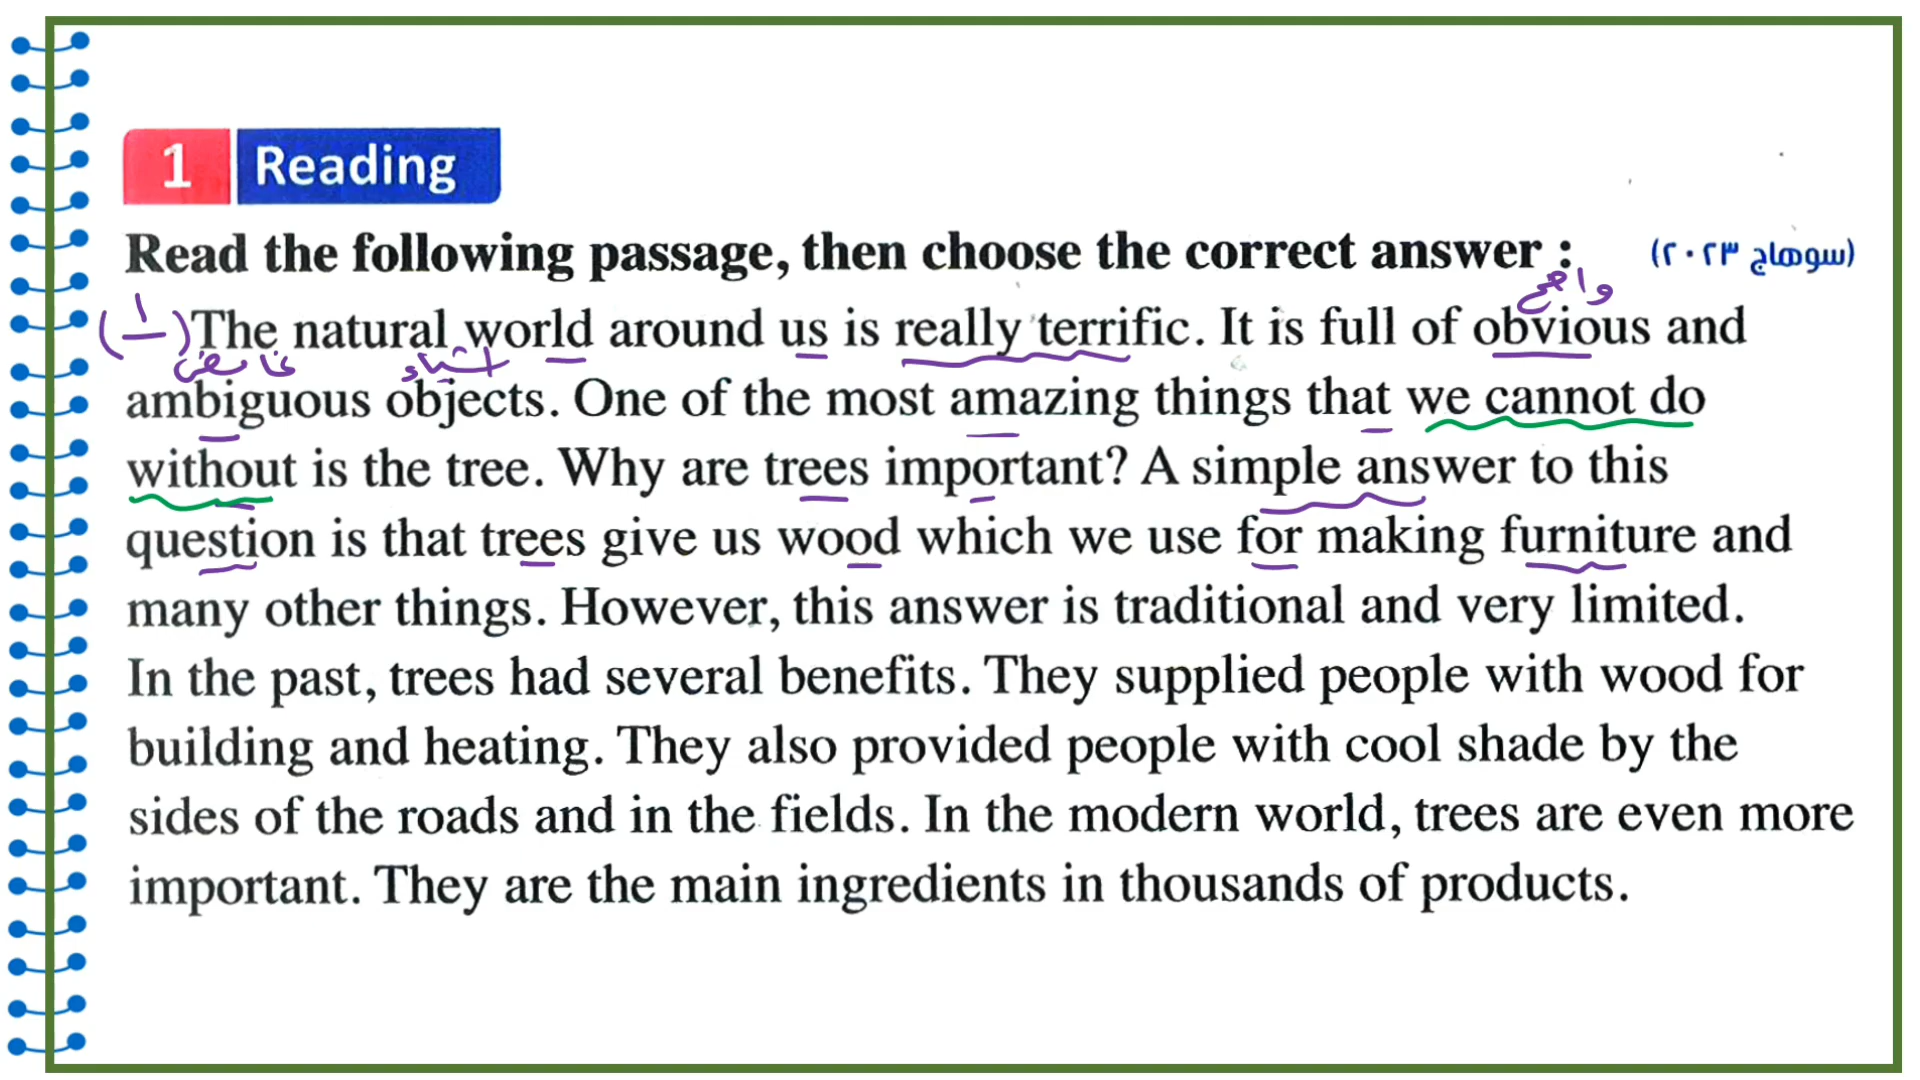 1 Reading
Read the following passage, then choose the correct answer : (سوهاج ٢٠٢٣)
واضح
(١) The natural world around us is really terrific. It is full of obvious and
غامض اشياء
ambiguous objects. One of the most amazing things that we cannot do
without is the tree. Why are trees important? A simple answer to this
question is that trees give us wood which we use for making furniture and
many other things. However, this answer is traditional and very limited.
In the past, trees had several benefits. They supplied people with wood for
building and heating. They also provided people with cool shade by the
sides of the roads and in the fields. In the modern world, trees are even more
important. They are the main ingredients in thousands of products.